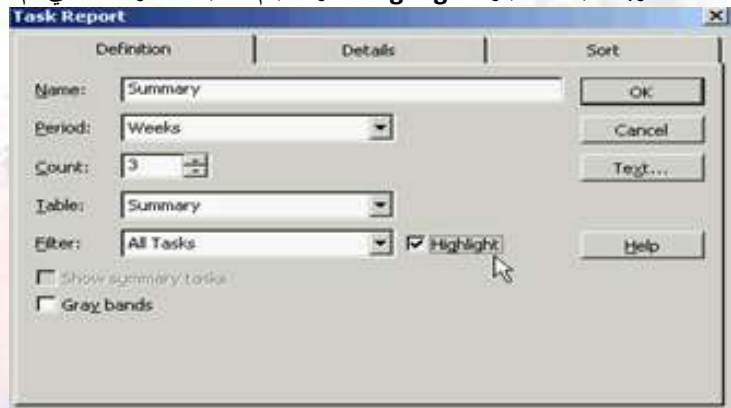 Task Report
Definition Details Sort
Name: Summary OK
Period: Weeks Cancel
Count: 3 Text...
Table: Summary
Filter: All Tasks Highlight Help
Show summary tasks
Gray bands